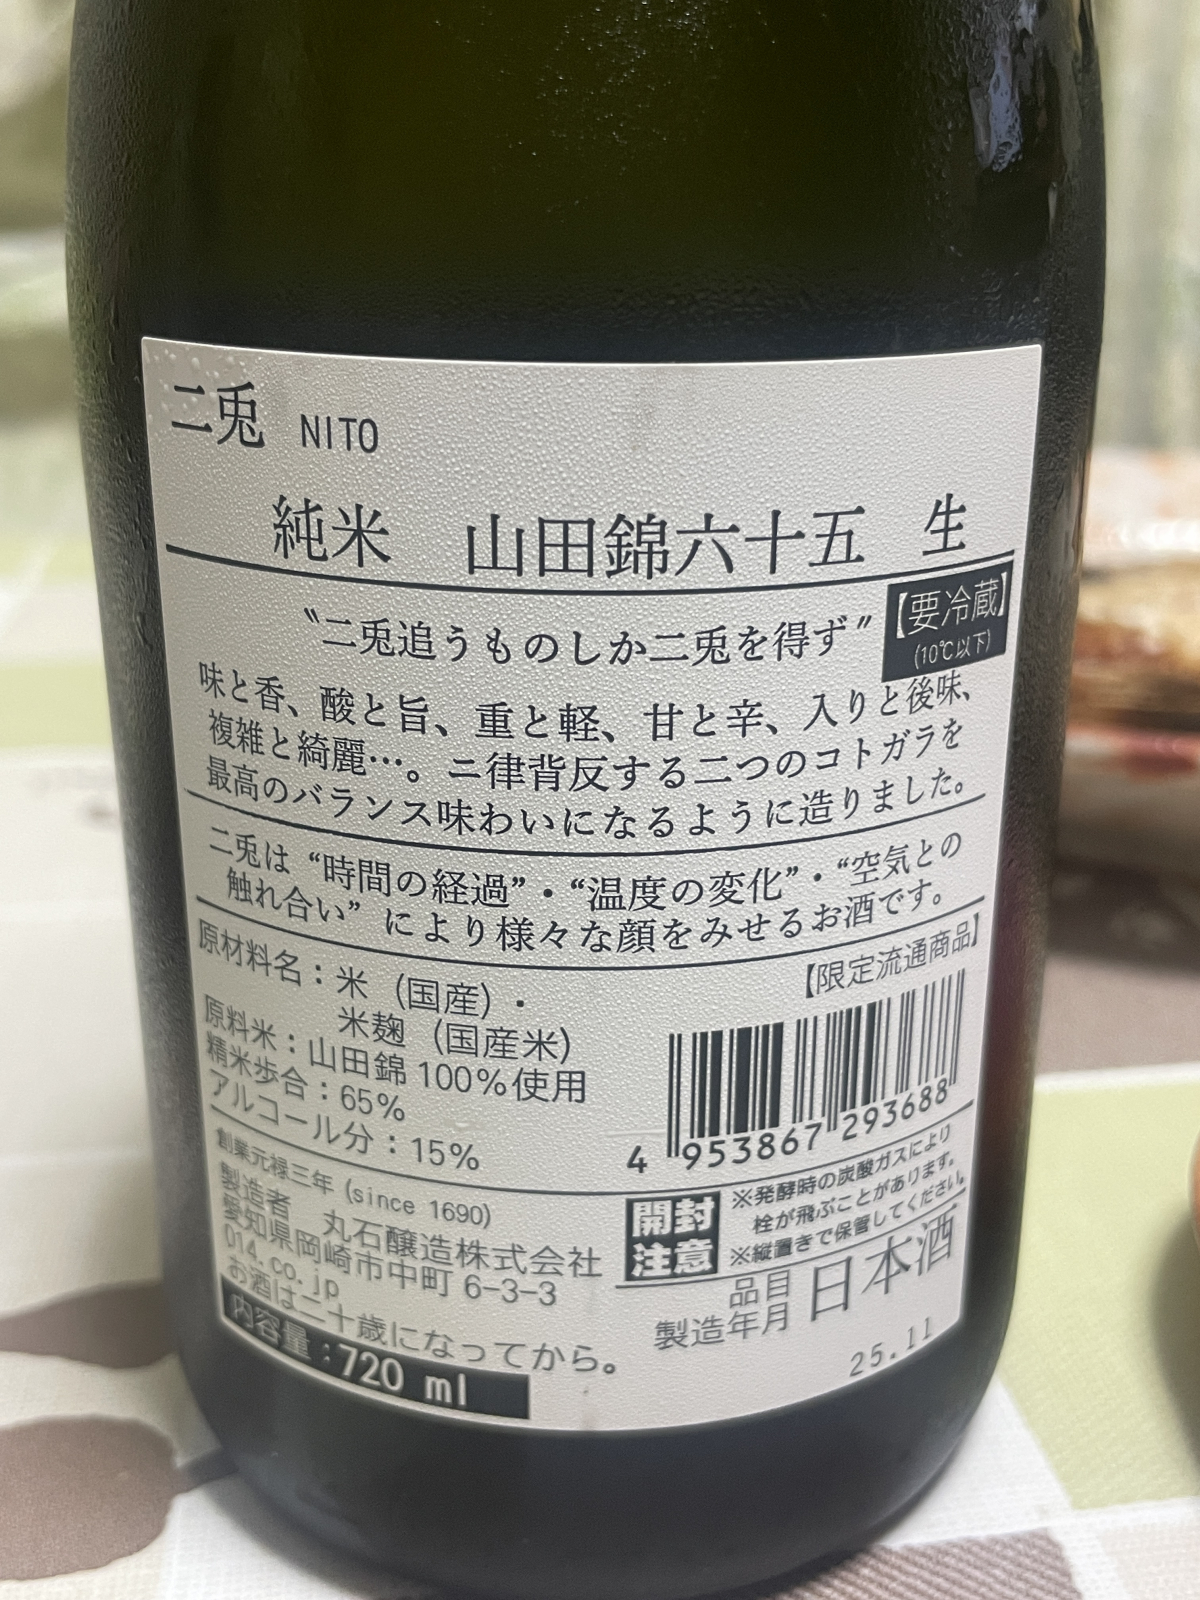 二兎 NITO
純米 山田錦六十五 生
【要冷蔵】
(10℃以下)
〝二兎追うものしか二兎を得ず〟
味と香、酸と旨、重と軽、甘と辛、入りと後味、
複雑と綺麗…。ニ律背反する二つのコトガラを
最高のバランス味わいになるように造りました。
二兎は “時間の経過”・“温度の変化”・“空気との
触れ合い” により様々な顔をみせるお酒です。
【限定流通商品】
原材料名：米 (国産)・
米麹 (国産米)
原料米：山田錦 100%使用
精米歩合：65%
アルコール分：15%
4 953867 293688
創業元禄三年 (since 1690)
製造者 丸石醸造株式会社
愛知県岡崎市中町 6-3-3
014.co.jp
お酒は二十歳になってから。
内容量：720 ml
開封
注意
※発酵時の炭酸ガスにより
栓が飛ぶことがあります。
※縦置きで保管してください。
品目 日本酒
製造年月
25.11